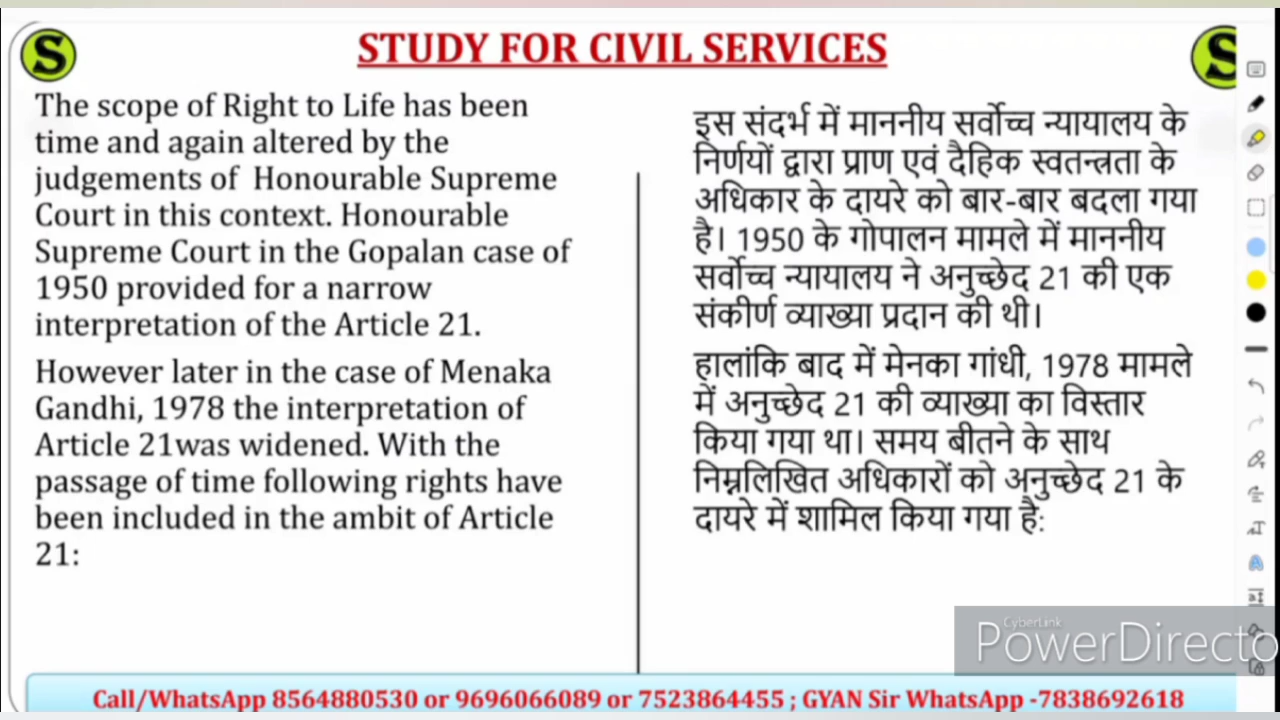 S
STUDY FOR CIVIL SERVICES
S
The scope of Right to Life has been
time and again altered by the
judgements of Honourable Supreme
Court in this context. Honourable
Supreme Court in the Gopalan case of
1950 provided for a narrow
interpretation of the Article 21.
However later in the case of Menaka
Gandhi, 1978 the interpretation of
Article 21was widened. With the
passage of time following rights have
been included in the ambit of Article
21:
इस संदर्भ में माननीय सर्वोच्च न्यायालय के
निर्णयों द्वारा प्राण एवं दैहिक स्वतन्त्रता के
अधिकार के दायरे को बार-बार बदला गया
है। 1950 के गोपालन मामले में माननीय
सर्वोच्च न्यायालय ने अनुच्छेद 21 की एक
संकीर्ण व्याख्या प्रदान की थी।
हालांकि बाद में मेनका गांधी, 1978 मामले
में अनुच्छेद 21 की व्याख्या का विस्तार
किया गया था। समय बीतने के साथ
निम्नलिखित अधिकारों को अनुच्छेद 21 के
दायरे में शामिल किया गया है:
CyberLink
PowerDirecto
Call/WhatsApp 8564880530 or 9696066089 or 7523864455 ; GYAN Sir WhatsApp -7838692618